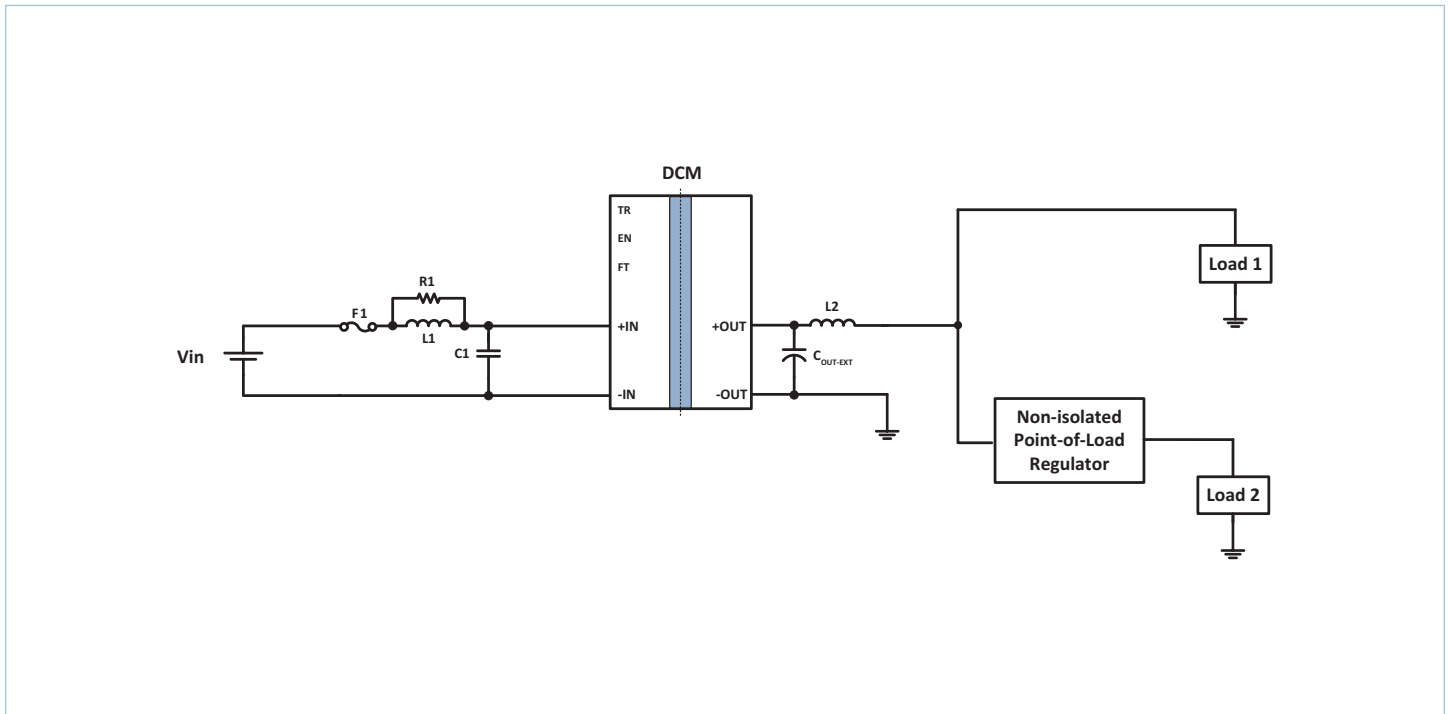 DCM
TR
EN
FT
R1
F1
L1
C1
Vin
+IN
-IN
+OUT
-OUT
L2
COUT-EXT
Load 1
Non-isolated
Point-of-Load
Regulator
Load 2